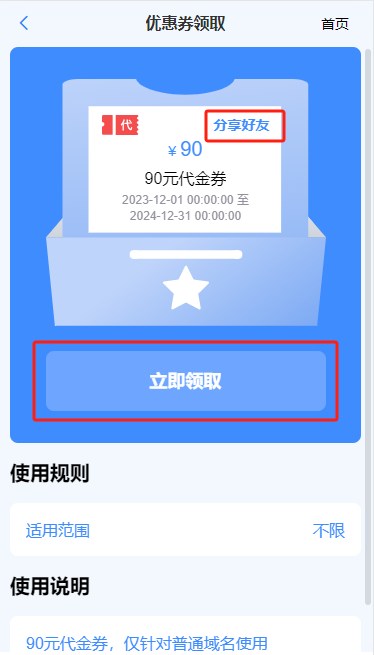 优惠券领取
首页
代
分享好友
¥90
90元代金券
2023-12-01 00:00:00 至
2024-12-31 00:00:00
立即领取
使用规则
适用范围
不限
使用说明
90元代金券，仅针对普通域名使用